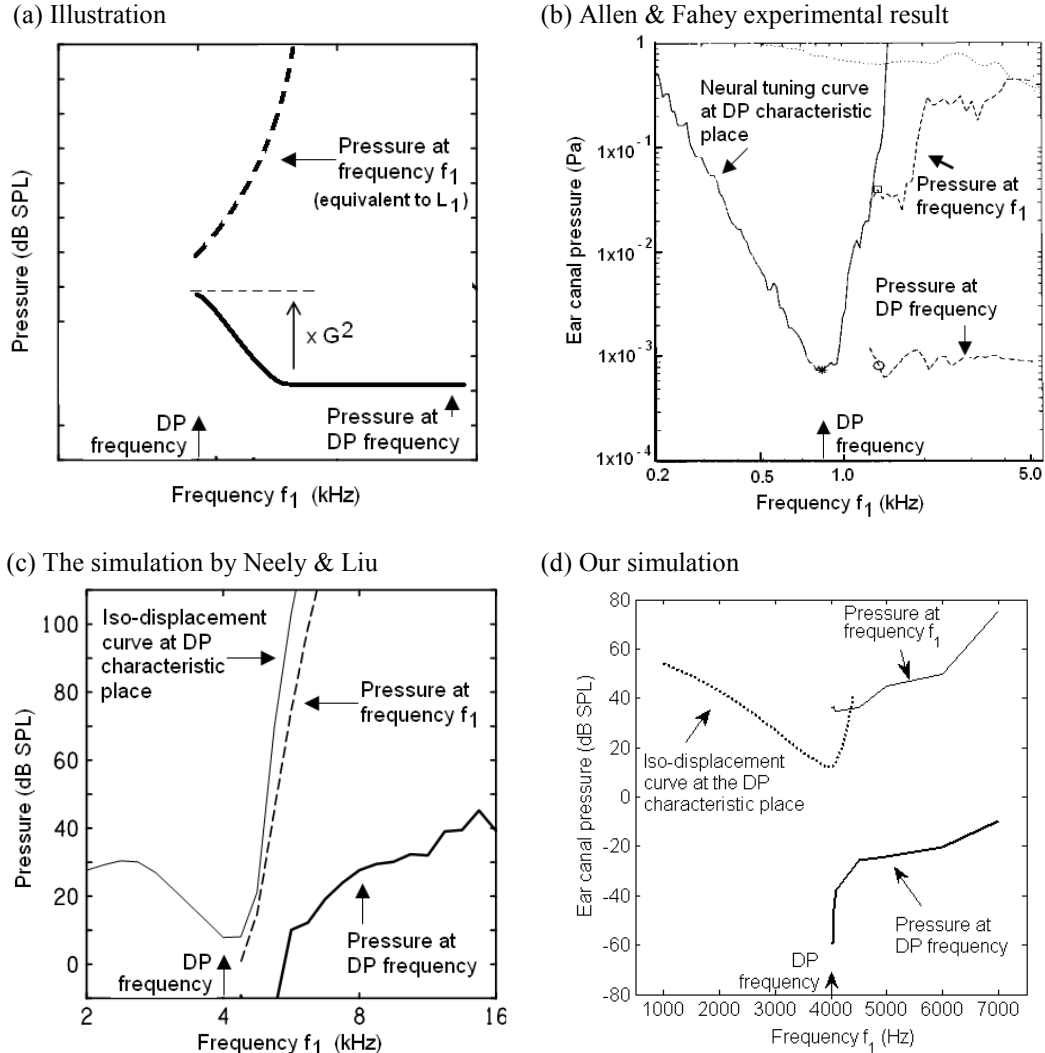 (a) Illustration
Pressure (dB SPL)
Pressure at
frequency f1
(equivalent to L1)
x G2
DP
frequency
Pressure at
DP frequency
Frequency f1 (kHz)
(b) Allen & Fahey experimental result
Ear canal pressure (Pa)
1
1x10-1
1x10-2
1x10-3
1x10-4
Neural tuning curve
at DP characteristic
place
Pressure at
frequency f1
Pressure at
DP frequency
DP
frequency
0.2
0.5
1.0
2.0
5.0
Frequency f1 (kHz)
(c) The simulation by Neely & Liu
Pressure (dB SPL)
100
80
60
40
20
0
Iso-displacement
curve at DP
characteristic
place
Pressure at
frequency f1
DP
frequency
Pressure at
DP frequency
2
4
8
16
Frequency f1 (kHz)
(d) Our simulation
Ear canal pressure (dB SPL)
80
60
40
20
0
-20
-40
-60
-80
Pressure at
frequency f1
Iso-displacement
curve at the DP
characteristic place
Pressure at
DP frequency
DP
frequency
1000 2000 3000 4000 5000 6000 7000
Frequency f1 (Hz)